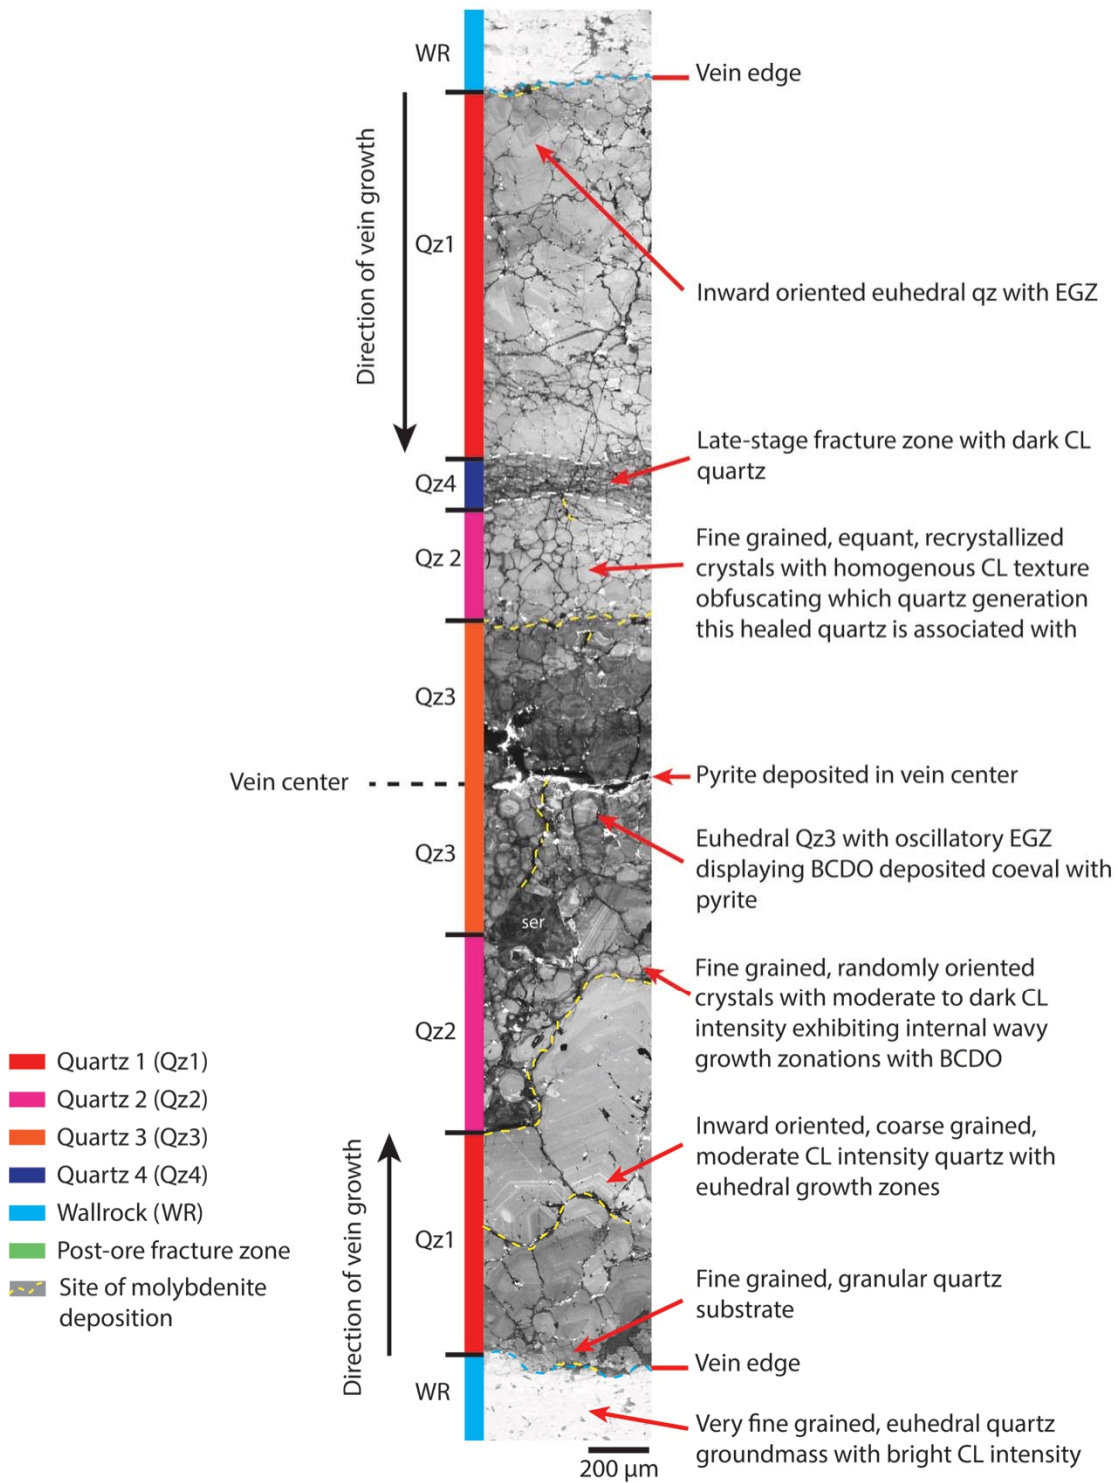 WR
Vein edge
Direction of vein growth
Qz1
Inward oriented euhedral qz with EGZ
Late-stage fracture zone with dark CL
quartz
Qz4
Fine grained, equant, recrystallized
crystals with homogenous CL texture
obfuscating which quartz generation
this healed quartz is associated with
Qz 2
Qz3
Vein center
Pyrite deposited in vein center
Euhedral Qz3 with oscillatory EGZ
displaying BCDO deposited coeval with
pyrite
Qz3
ser
Fine grained, randomly oriented
crystals with moderate to dark CL
intensity exhibiting internal wavy
growth zonations with BCDO
Qz2
Inward oriented, coarse grained,
moderate CL intensity quartz with
euhedral growth zones
Direction of vein growth
Qz1
Fine grained, granular quartz
substrate
Vein edge
WR
Very fine grained, euhedral quartz
groundmass with bright CL intensity
200 μm
Quartz 1 (Qz1)
Quartz 2 (Qz2)
Quartz 3 (Qz3)
Quartz 4 (Qz4)
Wallrock (WR)
Post-ore fracture zone
Site of molybdenite
deposition